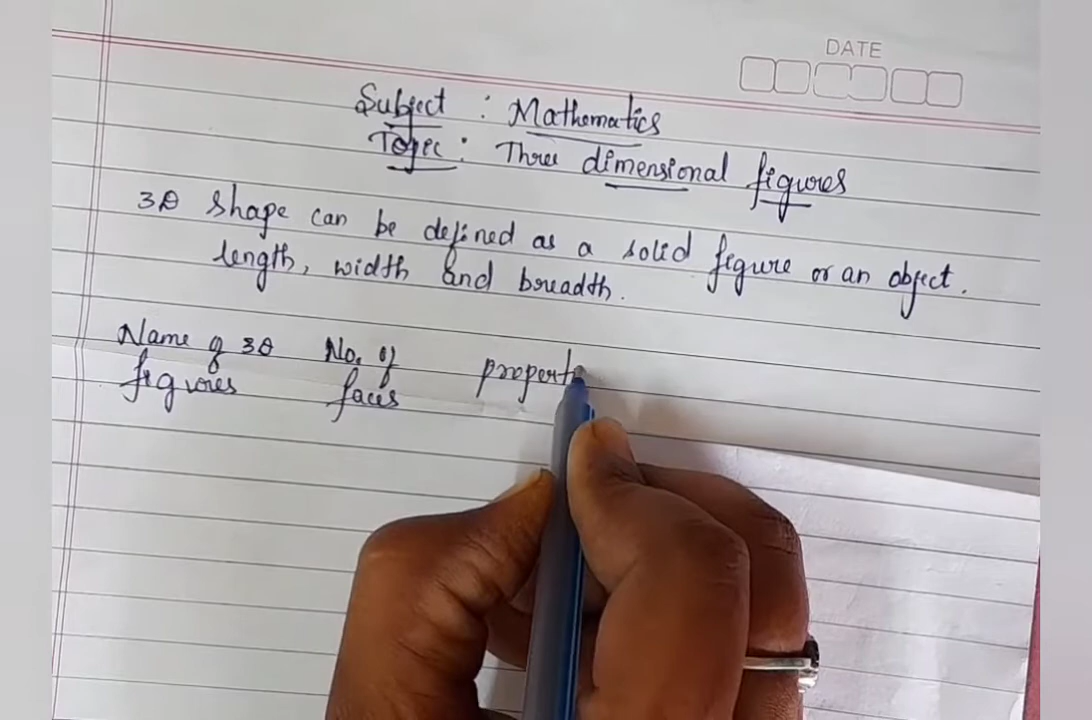 DATE
Subject : Mathematics
Topic : Three dimensional figures
3D shape can be defined as a solid figure or an object.
length, width and breadth.
Name of 3D No. of properti
figures faces